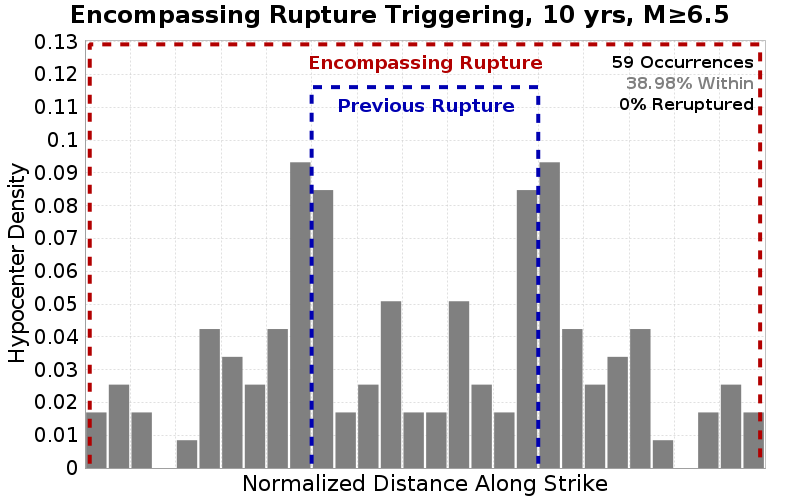 Encompassing Rupture Triggering, 10 yrs, M≥6.5
0.13
0.12
0.11
0.1
0.09
0.08
0.07
0.06
0.05
0.04
0.03
0.02
0.01
0
Hypocenter Density
Encompassing Rupture
Previous Rupture
59 Occurrences
38.98% Within
0% Reruptured
Normalized Distance Along Strike